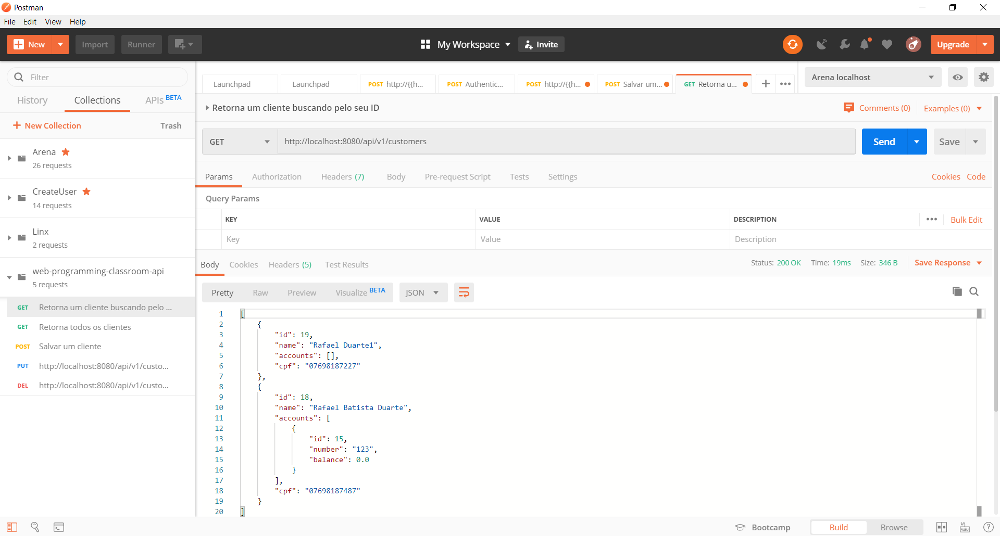 Postman
File Edit View Help
New Import Runner My Workspace Invite Upgrade
Filter
History Collections APIs BETA
New Collection Trash
Arena
26 requests
CreateUser
14 requests
Linx
2 requests
web-programming-classroom-api
5 requests
GET Retorna um cliente buscando pelo ...
GET Retorna todos os clientes
POST Salvar um cliente
PUT http://localhost:8080/api/v1/custo...
DEL http://localhost:8080/api/v1/custo...
Launchpad Launchpad POST http://{{h... POST Authentic... POST http://{{h... POST Salvar um... GET Retorna u... Arena localhost
Retorna um cliente buscando pelo seu ID Comments (0) Examples (0)
GET http://localhost:8080/api/v1/customers Send Save
Params Authorization Headers (7) Body Pre-request Script Tests Settings Cookies Code
Query Params
KEY VALUE DESCRIPTION Bulk Edit
Key Value Description
Body Cookies Headers (5) Test Results Status: 200 OK Time: 19ms Size: 346 B Save Response
Pretty Raw Preview Visualize BETA JSON
1 [
2 {
3 "id": 19,
4 "name": "Rafael Duarte1",
5 "accounts": [],
6 "cpf": "07698187227"
7 },
8 {
9 "id": 18,
10 "name": "Rafael Batista Duarte",
11 "accounts": [
12 {
13 "id": 15,
14 "number": "123",
15 "balance": 0.0
16 }
17 ],
18 "cpf": "07698187487"
19 }
20 ]
Bootcamp Build Browse